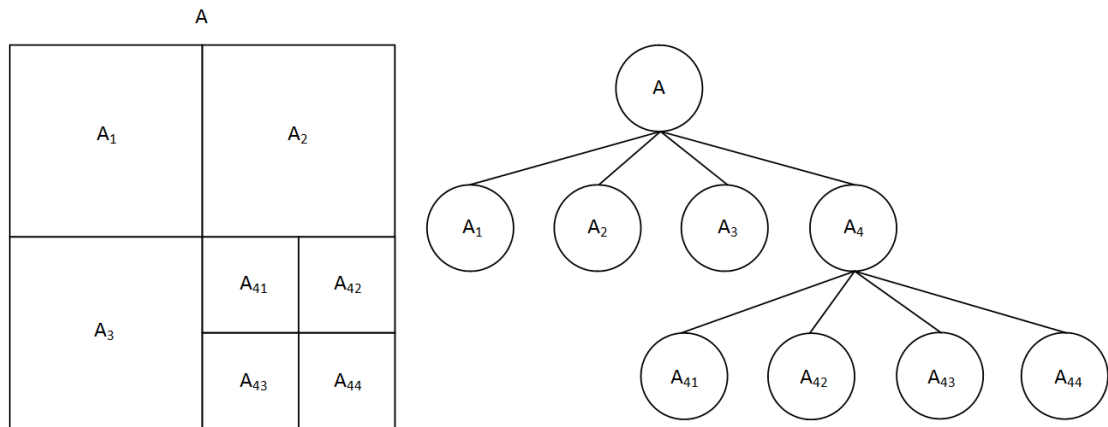 A
A₁ A₂
A₃ A₄₁ A₄₂
A₄₃ A₄₄
A
A₁ A₂ A₃ A₄
A₄₁ A₄₂ A₄₃ A₄₄